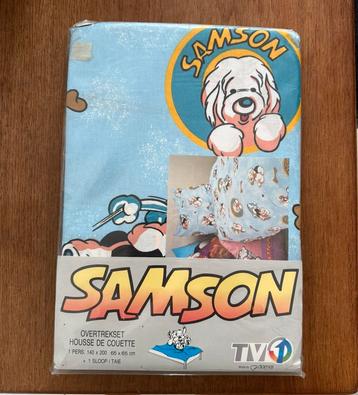 SAMSON
SAMSON
OVERTREKSET
HOUSSE DE COUETTE
1 PERS: 140 x 200 65 x 65 cm
+ 1 SLOOP / TAIE
TV1